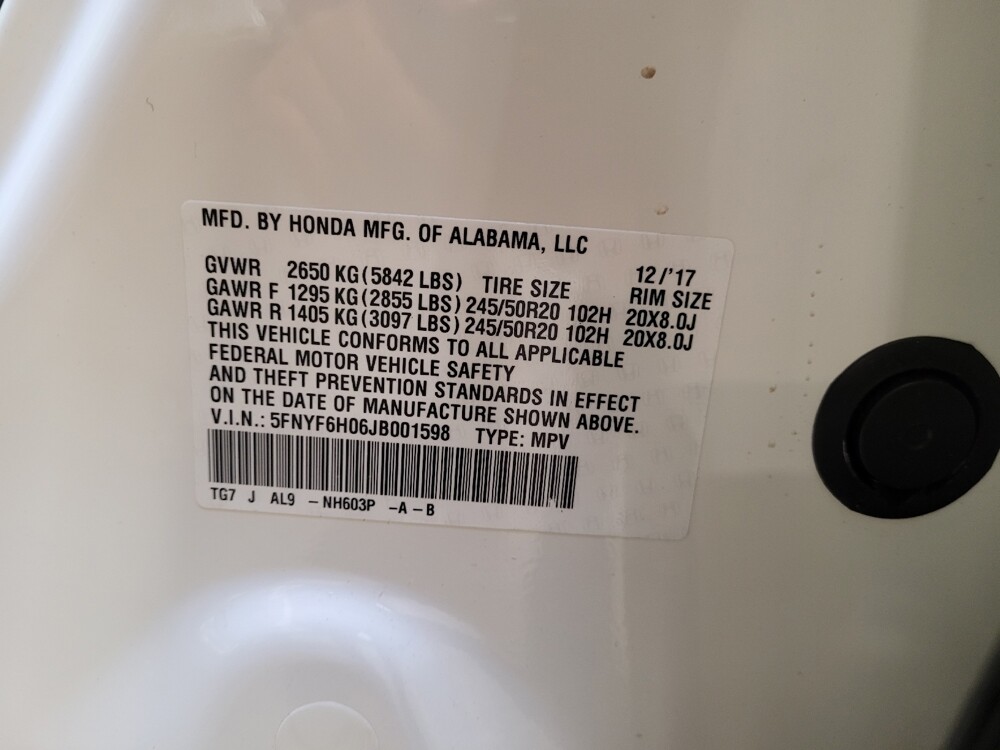 MFD. BY HONDA MFG. OF ALABAMA, LLC
12/'17
GVWR 2650 KG (5842 LBS) TIRE SIZE RIM SIZE
GAWR F 1295 KG (2855 LBS) 245/50R20 102H 20X8.0J
GAWR R 1405 KG (3097 LBS) 245/50R20 102H 20X8.0J
THIS VEHICLE CONFORMS TO ALL APPLICABLE
FEDERAL MOTOR VEHICLE SAFETY
AND THEFT PREVENTION STANDARDS IN EFFECT
ON THE DATE OF MANUFACTURE SHOWN ABOVE.
V.I.N.: 5FNYF6H06JB001598 TYPE: MPV
TG7 J AL9 – NH603P –A – B